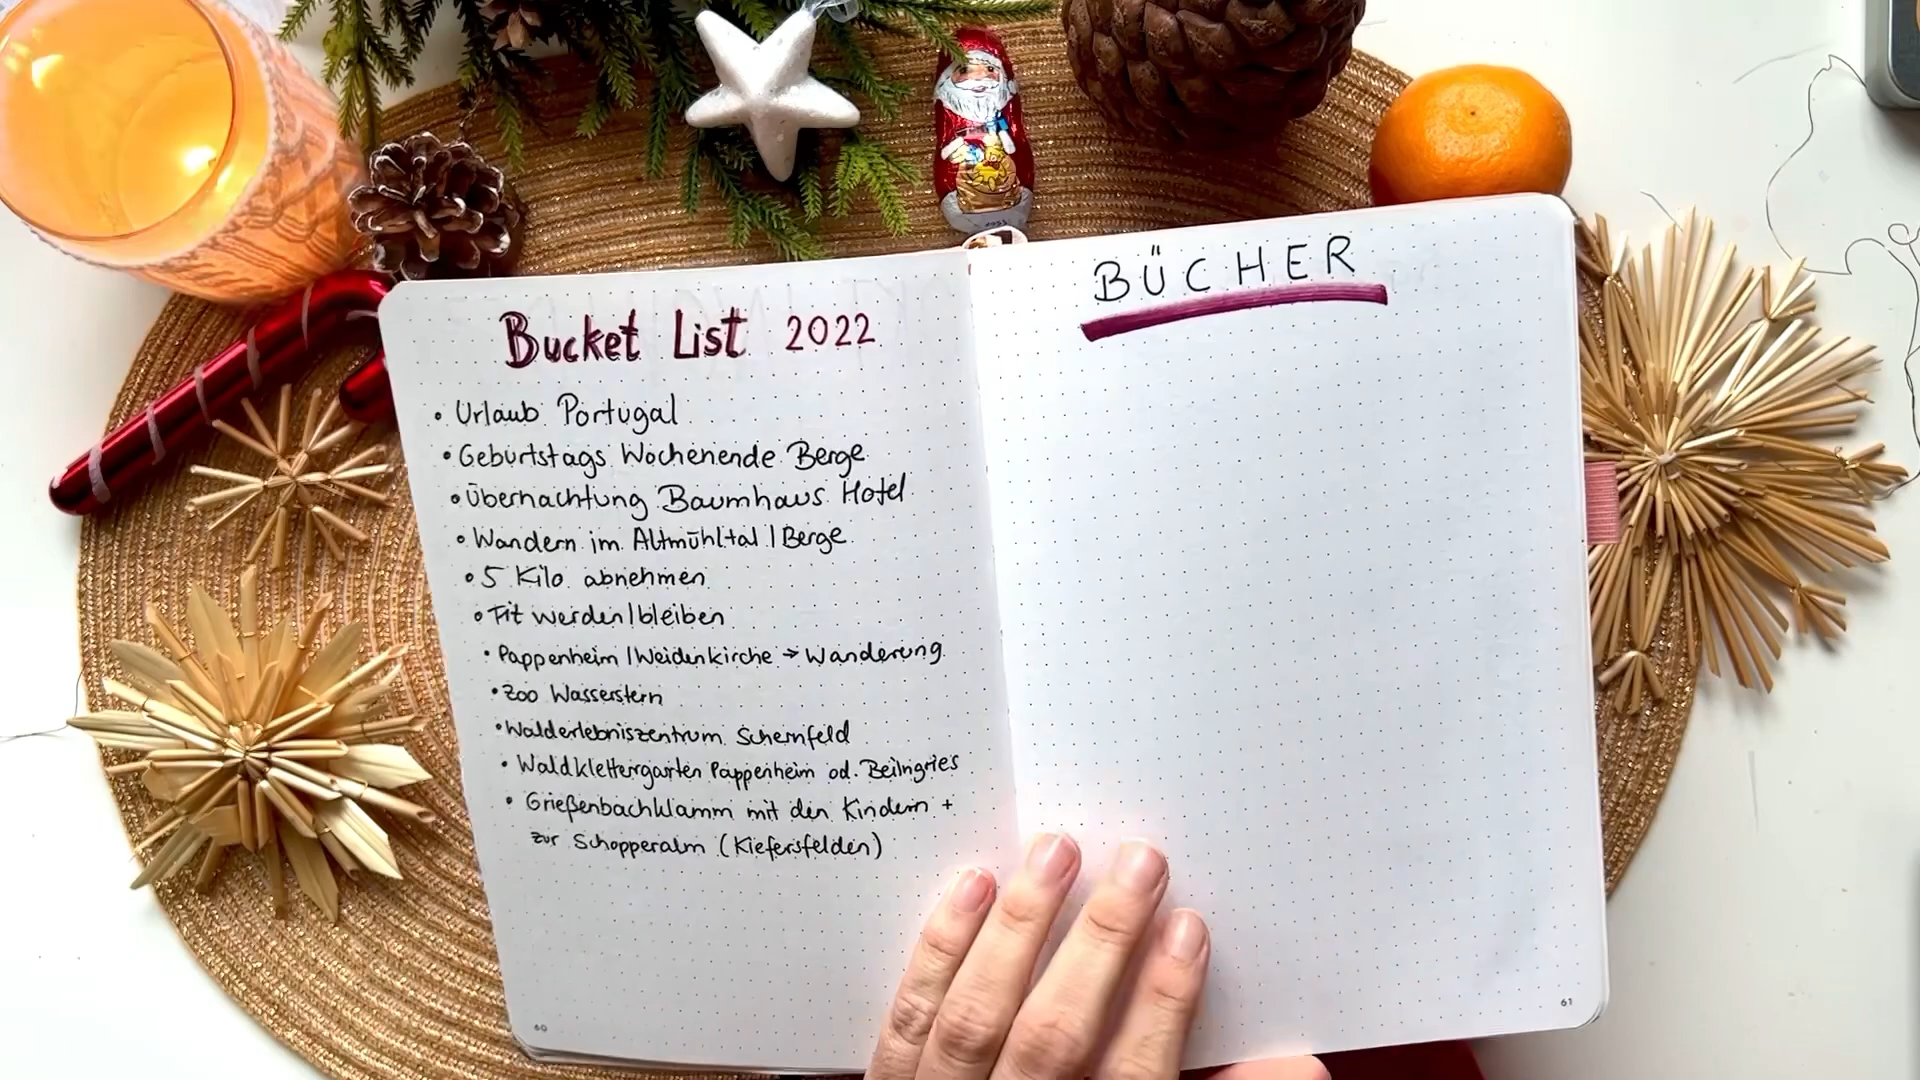 Bucket List 2022
• Urlaub Portugal
• Geburtstags Wochenende Berge
• Übernachtung Baumhaus Hotel
• Wandern im Altmühltal / Berge
• 5 Kilo abnehmen
• Fit werden / bleiben
• Pappenheim / Weidenkirche → Wanderung
• Zoo Wasserstern
• Walderlebniszentrum Schernfeld
• Waldklettergarten Pappenheim od. Beilngries
• Grießenbachklamm mit den Kindern +
zur Schopperalm (Kiefersfelden)
60
BÜCHER
61